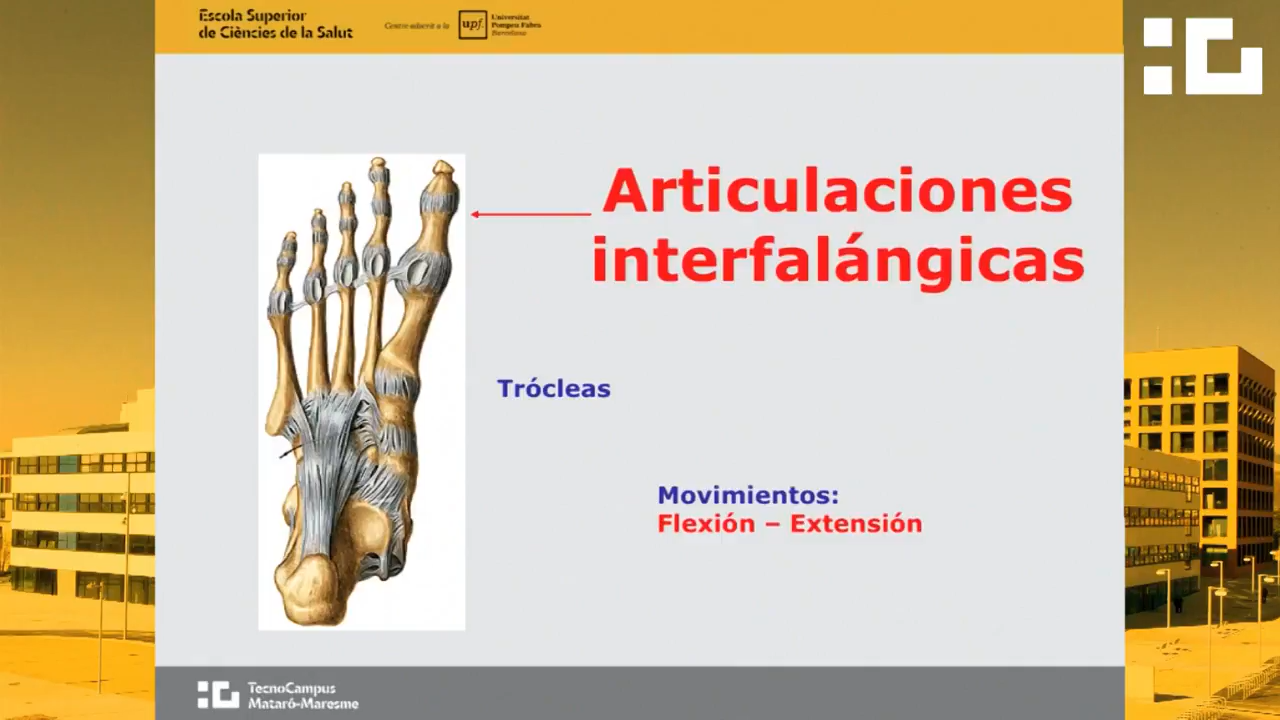 Escola Superior
de Ciències de la Salut
Centre adscrit a la
upf.
Universitat
Pompeu Fabra
Barcelona
Articulaciones
interfalángicas
Trócleas
Movimientos:
Flexión – Extensión
TecnoCampus
Mataró-Maresme